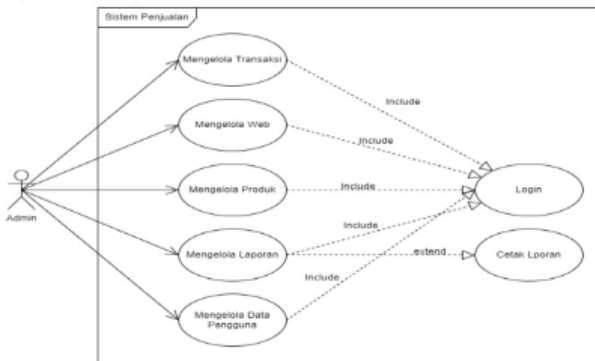 Sistem Penjualan
Mengelola Transaksi
Include
Mengelola Web
Include
Mengelola Produk
Include
Login
Admin
Include
Mengelola Laporan
extend
Cetak Lporan
Include
Mengelola Data
Pengguna